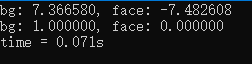 bg: 7.366580, face: -7.482608
bg: 1.000000, face: 0.000000
time = 0.071s